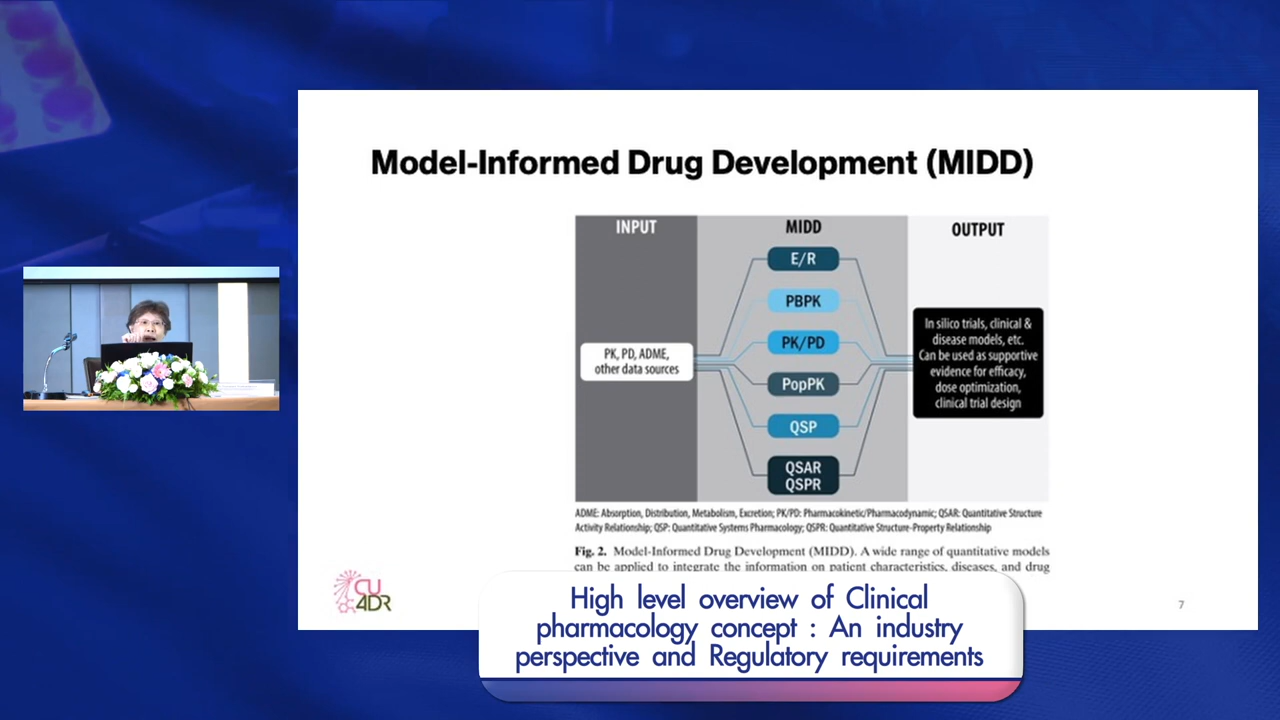 Model-Informed Drug Development (MIDD)
INPUT
MIDD
OUTPUT
E/R
PBPK
PK/PD
PopPK
QSP
QSAR
QSPR
PK, PD, ADME,
other data sources
In silico trials, clinical &
disease models, etc.
Can be used as supportive
evidence for efficacy,
dose optimization,
clinical trial design
ADME: Absorption, Distribution, Metabolism, Excretion; PK/PD: Pharmacokinetic/Pharmacodynamic; QSAR: Quantitative Structure
Activity Relationship; QSP: Quantitative Systems Pharmacology; QSPR: Quantitative Structure-Property Relationship
Fig. 2. Model-Informed Drug Development (MIDD). A wide range of quantitative models
can be applied to integrate the information on patient characteristics, diseases, and drug
CU
4DR
7
High level overview of Clinical
pharmacology concept : An industry
perspective and Regulatory requirements